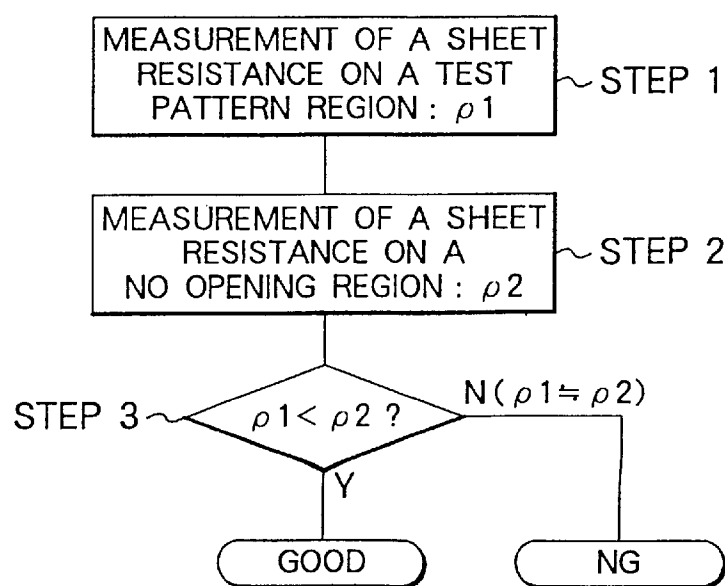 MEASUREMENT OF A SHEET
RESISTANCE ON A TEST
PATTERN REGION : ρ1
STEP 1
MEASUREMENT OF A SHEET
RESISTANCE ON A
NO OPENING REGION : ρ2
STEP 2
STEP 3
ρ1< ρ2 ?
N(ρ1≒ρ2)
Y
GOOD
NG